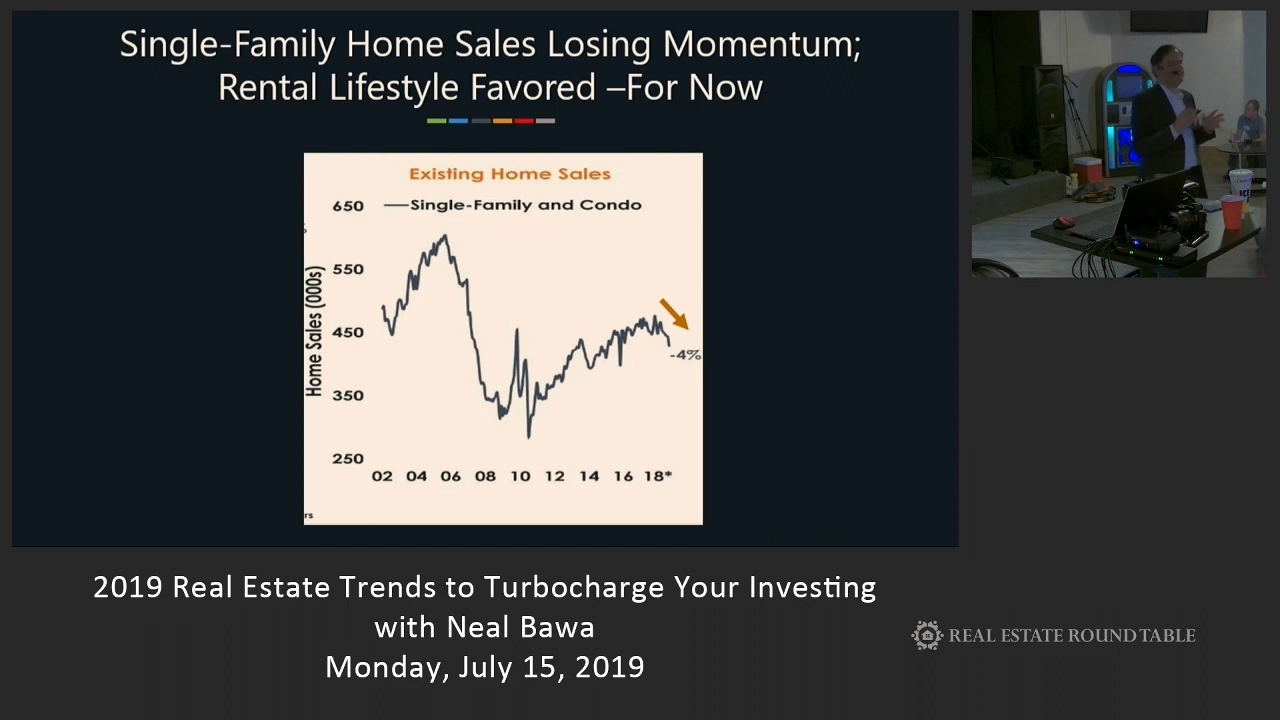 Single-Family Home Sales Losing Momentum;
Rental Lifestyle Favored –For Now
Existing Home Sales
Single-Family and Condo
Home Sales (000s)
650
550
450
350
250
-4%
02 04 06 08 10 12 14 16 18*
rs
ICE
2019 Real Estate Trends to Turbocharge Your Investing
with Neal Bawa
Monday, July 15, 2019
REAL ESTATE ROUND TABLE